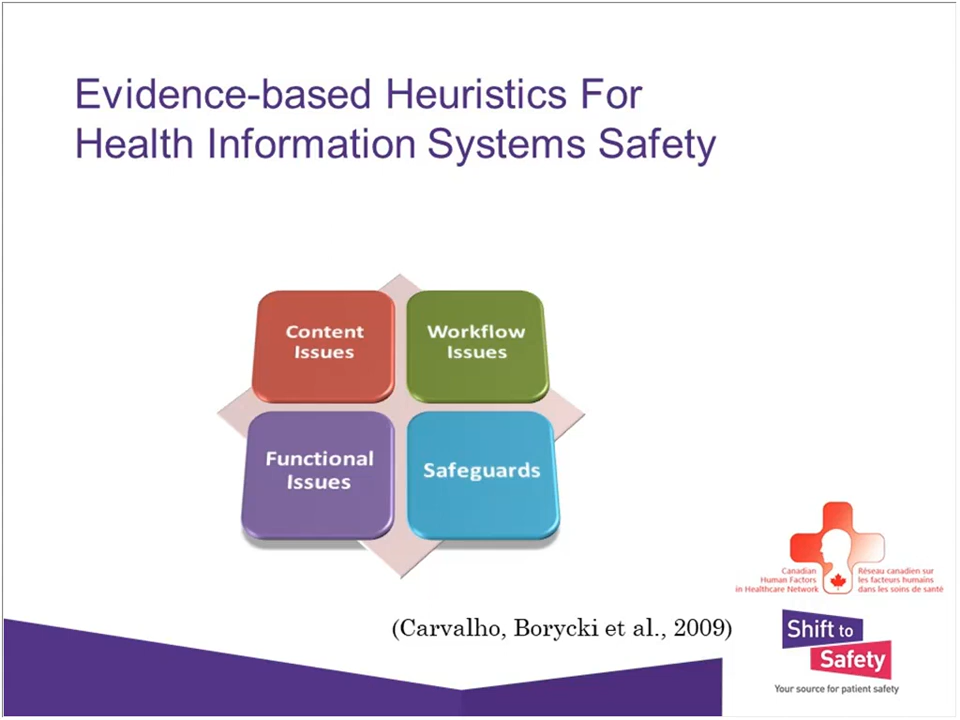 Evidence-based Heuristics For
Health Information Systems Safety
Content
Issues
Workflow
Issues
Functional
Issues
Safeguards
Canadian
Human Factors
in Healthcare Network
Réseau canadien sur
les facteurs humains
dans les soins de santé
(Carvalho, Borycki et al., 2009)
Shift to
Safety
Your source for patient safety